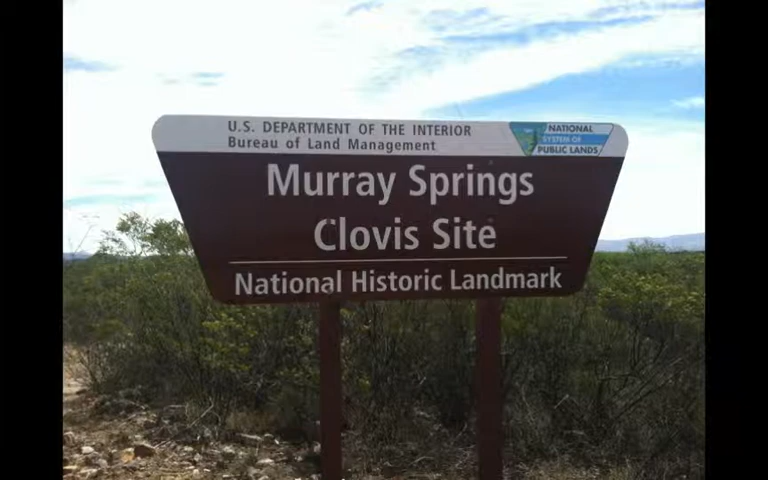 U.S. DEPARTMENT OF THE INTERIOR
Bureau of Land Management
NATIONAL
SYSTEM OF
PUBLIC LANDS
Murray Springs
Clovis Site
National Historic Landmark